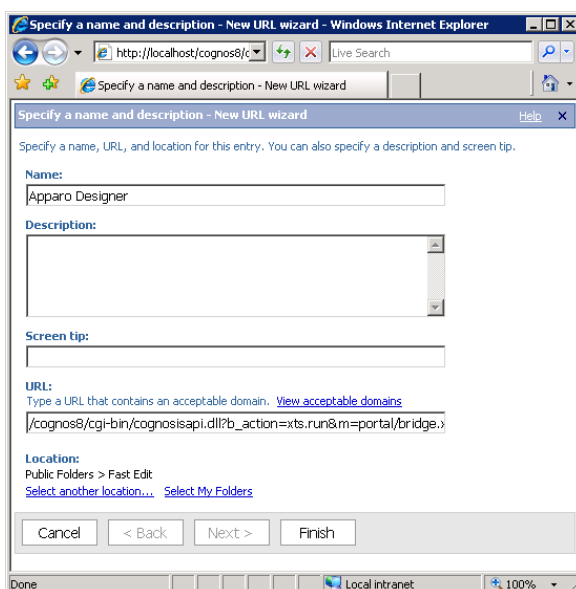 Specify a name and description - New URL wizard - Windows Internet Explorer
http://localhost/cognos8/c
Live Search
Specify a name and description - New URL wizard
Specify a name and description - New URL wizard
Help
Specify a name, URL, and location for this entry. You can also specify a description and screen tip.
Name:
Apparo Designer
Description:
Screen tip:
URL:
Type a URL that contains an acceptable domain. View acceptable domains
/cognos8/cgi-bin/cognosisapi.dll?b_action=xts.run&m=portal/bridge.x
Location:
Public Folders > Fast Edit
Select another location... Select My Folders
Cancel < Back Next > Finish
Done Local intranet 100%